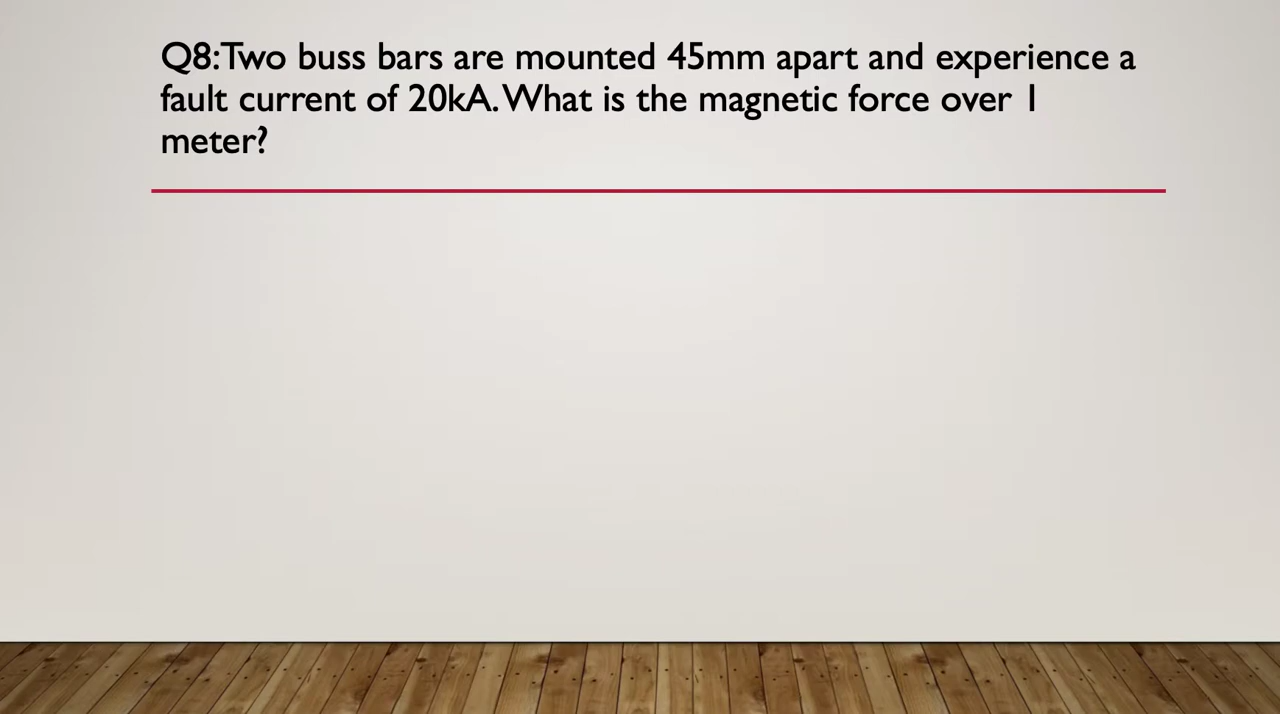 Q8:Two buss bars are mounted 45mm apart and experience a
fault current of 20kA. What is the magnetic force over 1
meter?